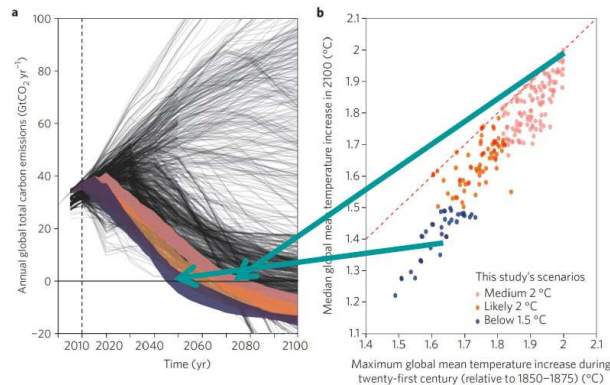 a
Annual global total carbon emissions (GtCO2 yr−1)
100
80
60
40
20
0
−20
2010 2020 2040 2060 2080 2100
Time (yr)
b
Median global mean temperature increase in 2100 (°C)
2.1
2
1.9
1.8
1.7
1.6
1.5
1.4
1.3
1.2
1.1
This study's scenarios
Medium 2 °C
Likely 2 °C
Below 1.5 °C
1.4 1.5 1.6 1.7 1.8 1.9 2 2.1
Maximum global mean temperature increase during
twenty-first century (relative to 1850–1875) (°C)